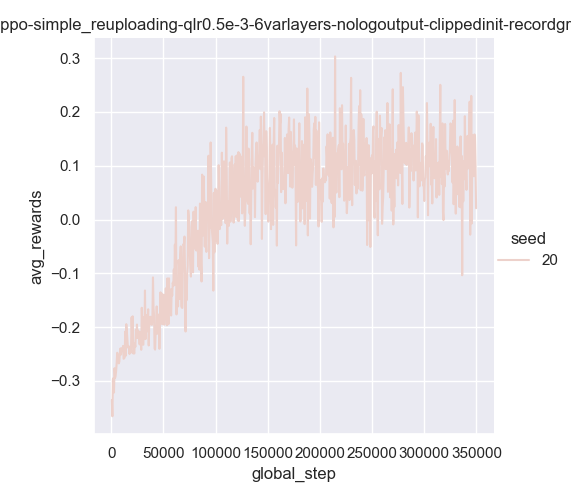 ppo-simple_reuploading-qlr0.5e-3-6varlayers-nologoutput-clippedinit-recordgr
0.3
0.2
0.1
0.0
−0.1
−0.2
−0.3
avg_rewards
seed
20
0 50000 100000 150000 200000 250000 300000 350000
global_step